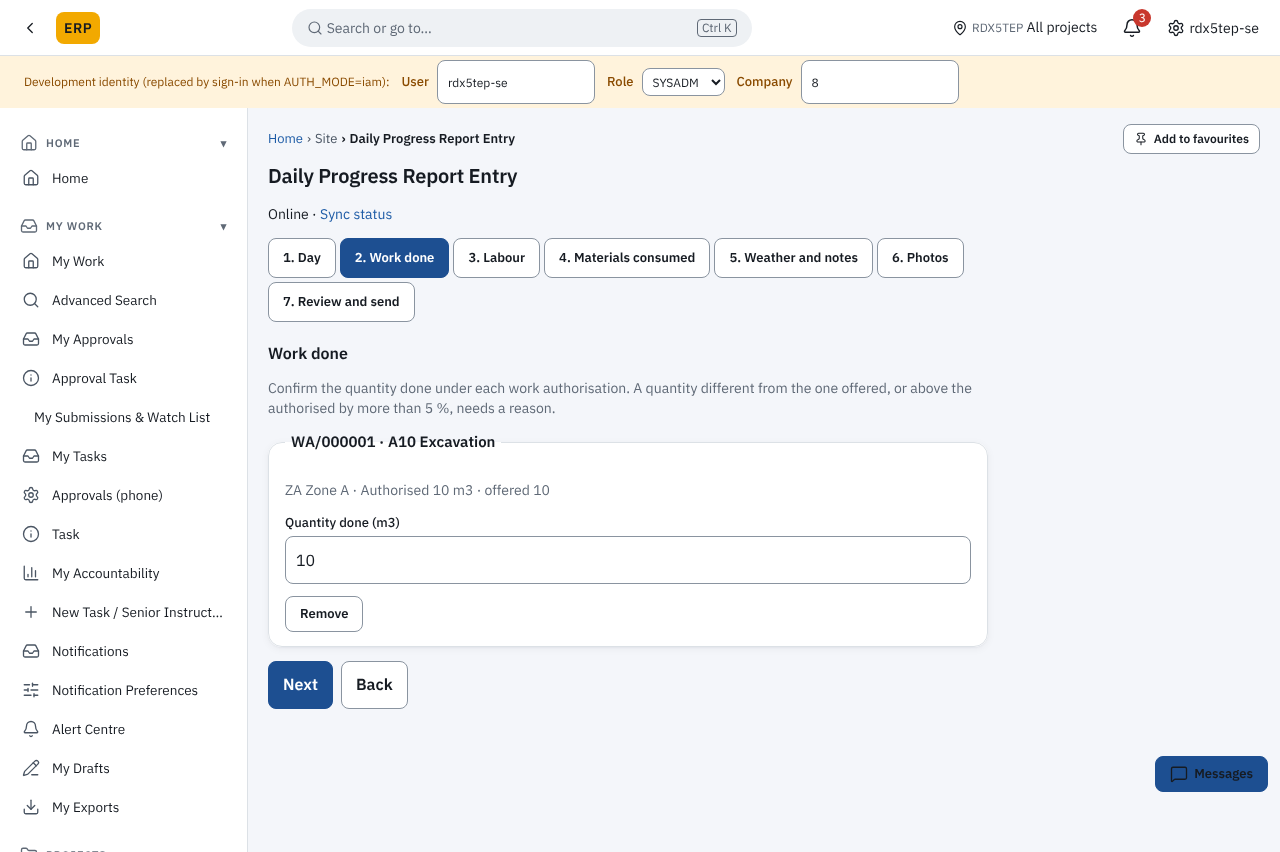 ERP
Search or go to...
Ctrl K
RDX5TEP All projects
3
rdx5tep-se
Development identity (replaced by sign-in when AUTH_MODE=iam): User rdx5tep-se Role SYSADM Company 8
HOME
Home
MY WORK
My Work
Advanced Search
My Approvals
Approval Task
My Submissions & Watch List
My Tasks
Approvals (phone)
Task
My Accountability
New Task / Senior Instruct...
Notifications
Notification Preferences
Alert Centre
My Drafts
My Exports
Home › Site › Daily Progress Report Entry
Add to favourites
Daily Progress Report Entry
Online · Sync status
1. Day
2. Work done
3. Labour
4. Materials consumed
5. Weather and notes
6. Photos
7. Review and send
Work done
Confirm the quantity done under each work authorisation. A quantity different from the one offered, or above the
authorised by more than 5 %, needs a reason.
WA/000001 · A10 Excavation
ZA Zone A · Authorised 10 m3 · offered 10
Quantity done (m3)
10
Remove
Next
Back
Messages